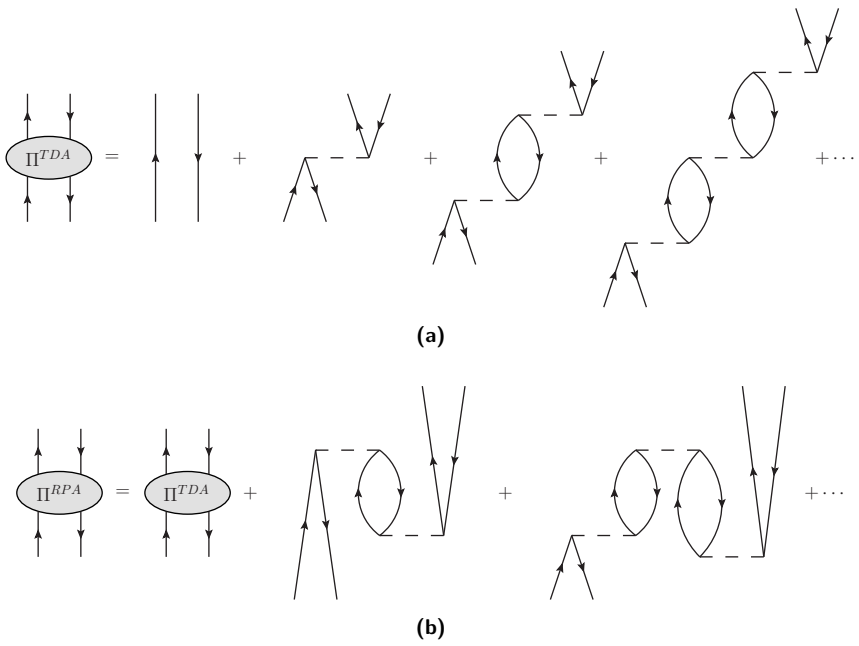 Π^{TDA} = + + + +···
(a)
Π^{RPA} = Π^{TDA} + + +···
(b)